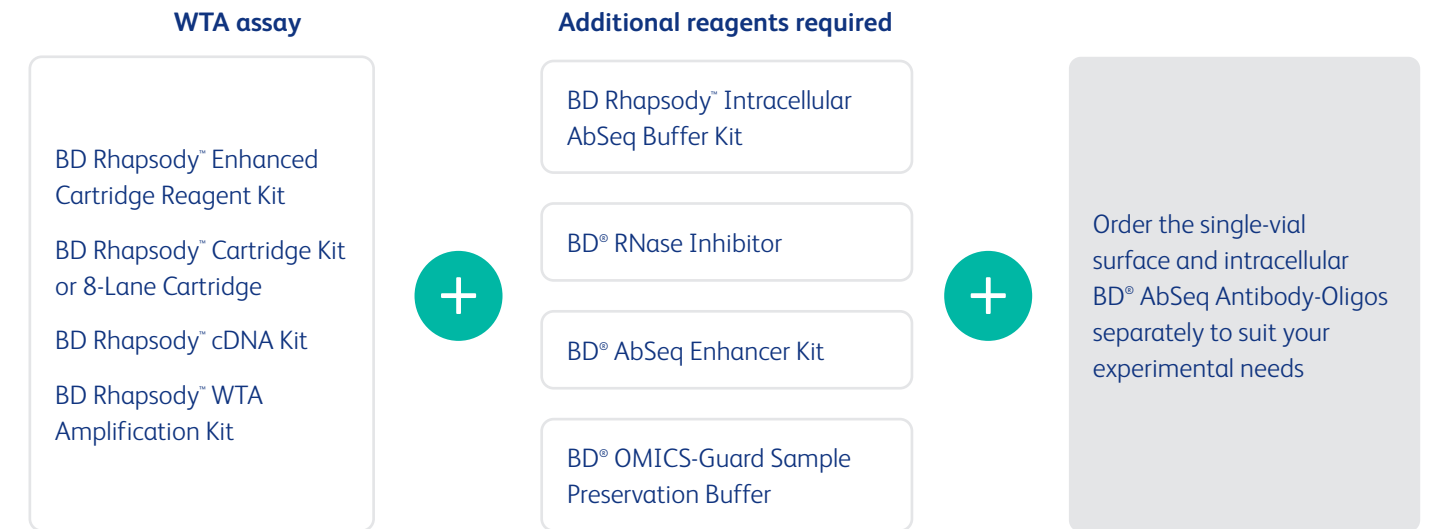 WTA assay
BD Rhapsody™ Enhanced
Cartridge Reagent Kit
BD Rhapsody™ Cartridge Kit
or 8-Lane Cartridge
BD Rhapsody™ cDNA Kit
BD Rhapsody™ WTA
Amplification Kit
+
Additional reagents required
BD Rhapsody™ Intracellular
AbSeq Buffer Kit
BD® RNase Inhibitor
BD® AbSeq Enhancer Kit
BD® OMICS-Guard Sample
Preservation Buffer
+
Order the single-vial
surface and intracellular
BD® AbSeq Antibody-Oligos
separately to suit your
experimental needs